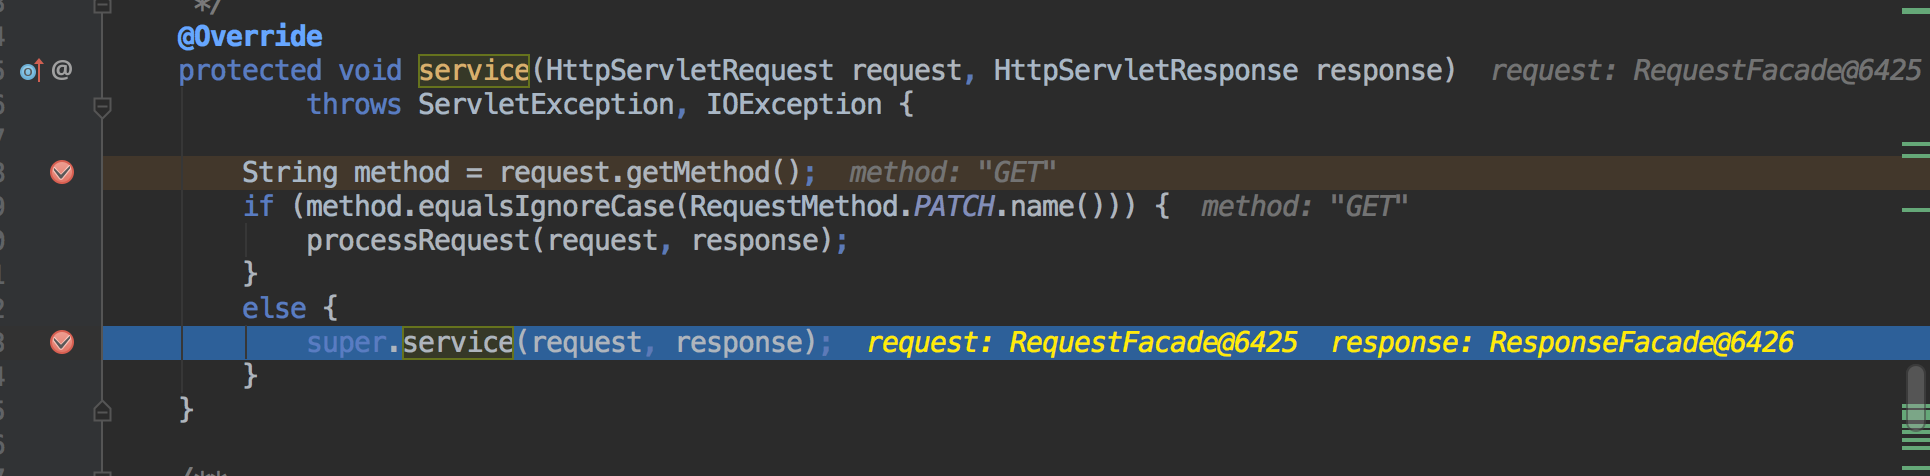 */
@Override
@ protected void service(HttpServletRequest request, HttpServletResponse response) request: RequestFacade@6425
throws ServletException, IOException {
String method = request.getMethod(); method: "GET"
if (method.equalsIgnoreCase(RequestMethod.PATCH.name())) { method: "GET"
processRequest(request, response);
}
else {
super.service(request, response); request: RequestFacade@6425 response: ResponseFacade@6426
}
}
/**